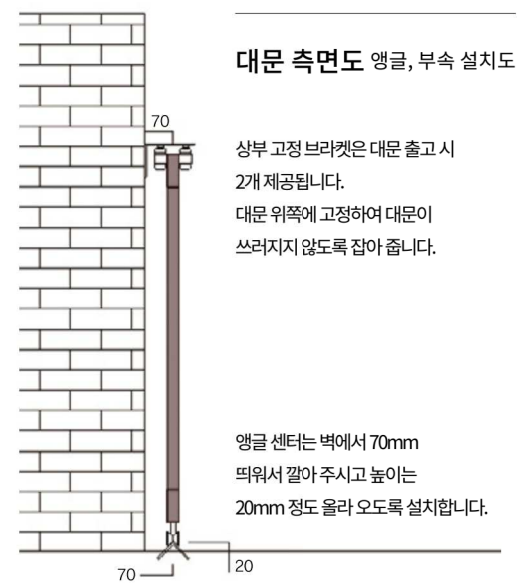 대문 측면도 앵글, 부속 설치도
70
상부 고정 브라켓은 대문 출고 시
2개 제공됩니다.
대문 위쪽에 고정하여 대문이
쓰러지지 않도록 잡아 줍니다.
앵글 센터는 벽에서 70mm
띄워서 깔아 주시고 높이는
20mm 정도 올라 오도록 설치합니다.
20
70